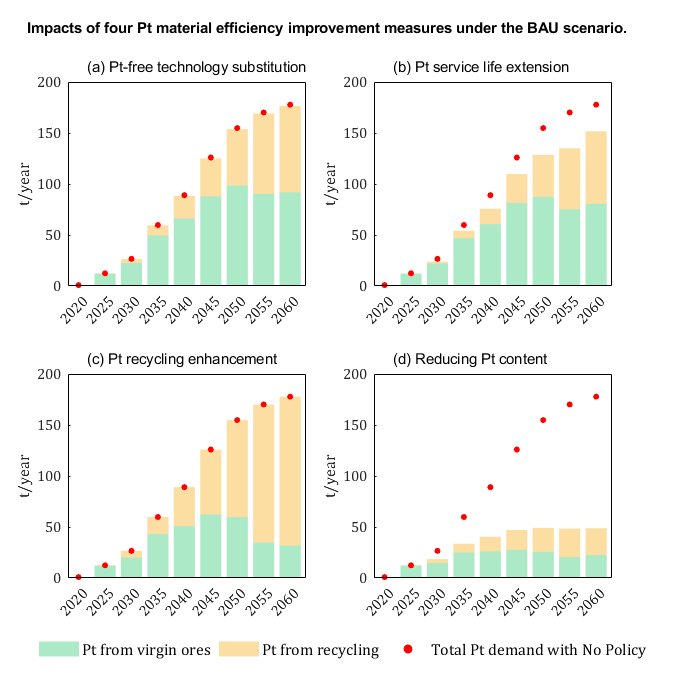 Impacts of four Pt material efficiency improvement measures under the BAU scenario.
(a) Pt-free technology substitution
200
150
100
50
0
t/year
2020 2025 2030 2035 2040 2045 2050 2055 2060
(b) Pt service life extension
200
150
100
50
0
t/year
2020 2025 2030 2035 2040 2045 2050 2055 2060
(c) Pt recycling enhancement
200
150
100
50
0
t/year
2020 2025 2030 2035 2040 2045 2050 2055 2060
(d) Reducing Pt content
200
150
100
50
0
t/year
2020 2025 2030 2035 2040 2045 2050 2055 2060
Pt from virgin ores Pt from recycling Total Pt demand with No Policy